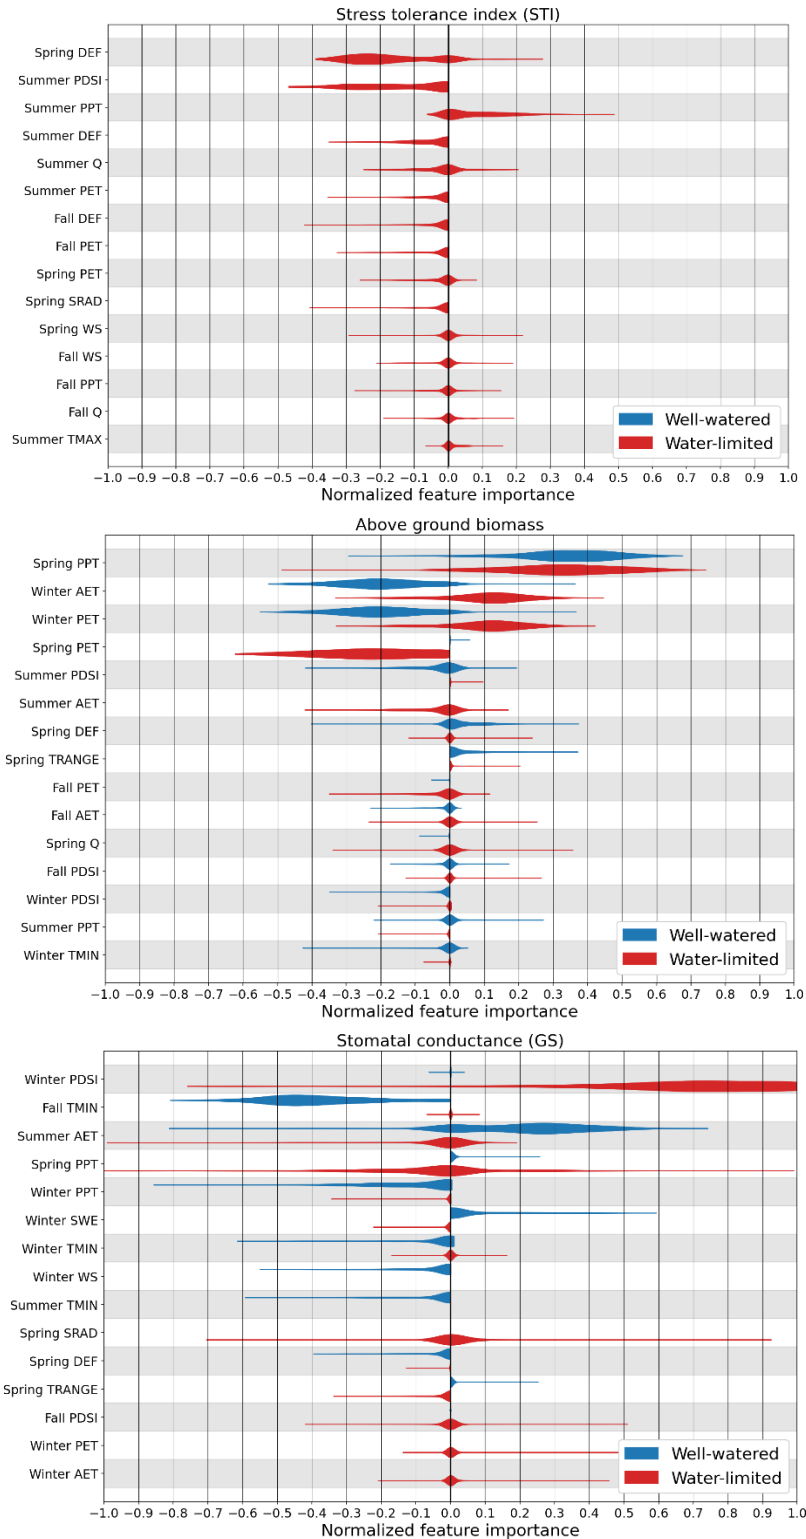 Stress tolerance index (STI)
Spring DEF
Summer PDSI
Summer PPT
Summer DEF
Summer Q
Summer PET
Fall DEF
Fall PET
Spring PET
Spring SRAD
Spring WS
Fall WS
Fall PPT
Fall Q
Summer TMAX
Well-watered
Water-limited
−1.0 −0.9 −0.8 −0.7 −0.6 −0.5 −0.4 −0.3 −0.2 −0.1 0.0 0.1 0.2 0.3 0.4 0.5 0.6 0.7 0.8 0.9 1.0
Normalized feature importance
Above ground biomass
Spring PPT
Winter AET
Winter PET
Spring PET
Summer PDSI
Summer AET
Spring DEF
Spring TRANGE
Fall PET
Fall AET
Spring Q
Fall PDSI
Winter PDSI
Summer PPT
Winter TMIN
Well-watered
Water-limited
−1.0 −0.9 −0.8 −0.7 −0.6 −0.5 −0.4 −0.3 −0.2 −0.1 0.0 0.1 0.2 0.3 0.4 0.5 0.6 0.7 0.8 0.9 1.0
Normalized feature importance
Stomatal conductance (GS)
Winter PDSI
Fall TMIN
Summer AET
Spring PPT
Winter PPT
Winter SWE
Winter TMIN
Winter WS
Summer TMIN
Spring SRAD
Spring DEF
Spring TRANGE
Fall PDSI
Winter PET
Winter AET
Well-watered
Water-limited
−1.0 −0.9 −0.8 −0.7 −0.6 −0.5 −0.4 −0.3 −0.2 −0.1 0.0 0.1 0.2 0.3 0.4 0.5 0.6 0.7 0.8 0.9 1.0
Normalized feature importance